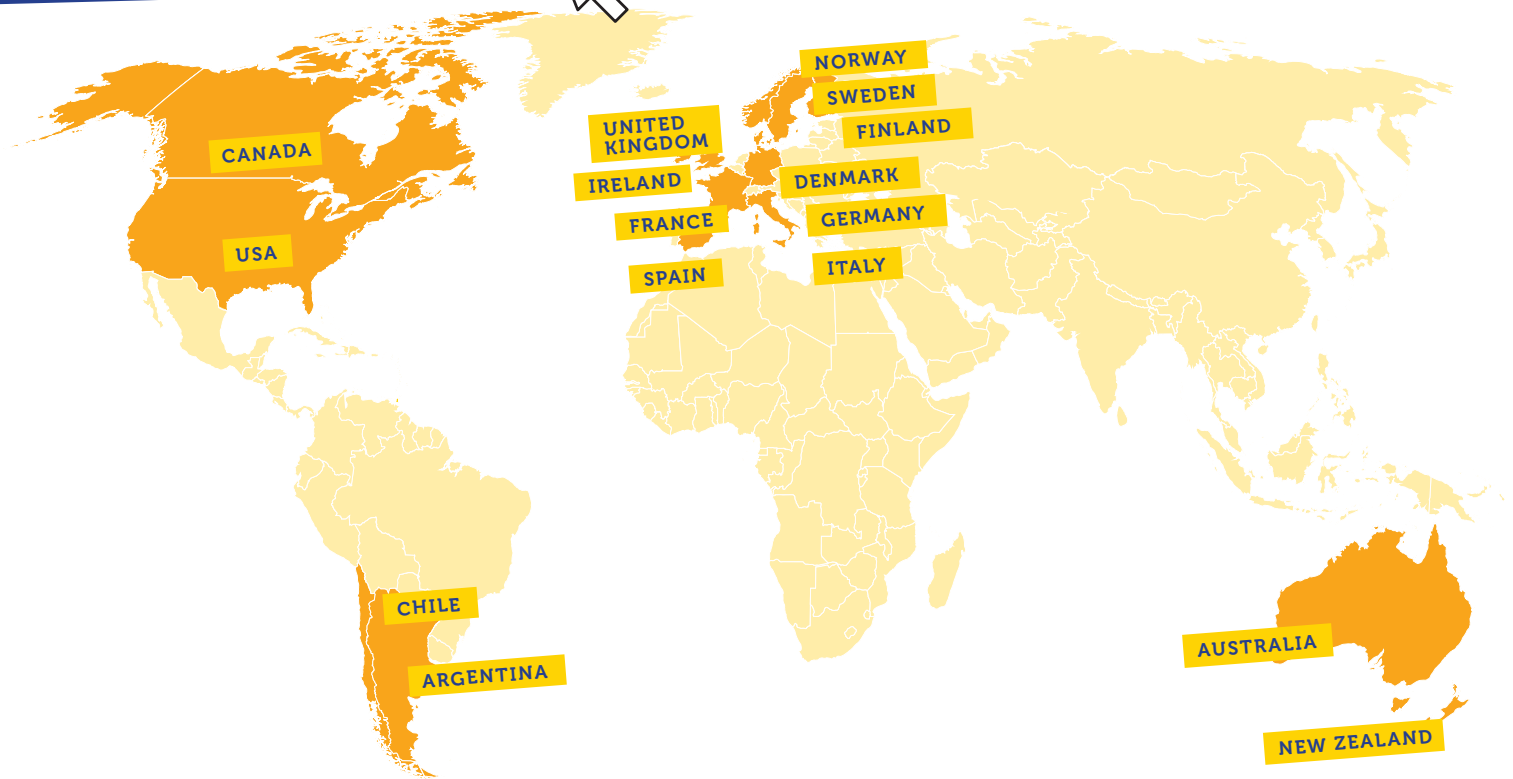 NORWAY
SWEDEN
UNITED
KINGDOM
FINLAND
CANADA
IRELAND
DENMARK
FRANCE
GERMANY
USA
SPAIN
ITALY
CHILE
ARGENTINA
AUSTRALIA
NEW ZEALAND